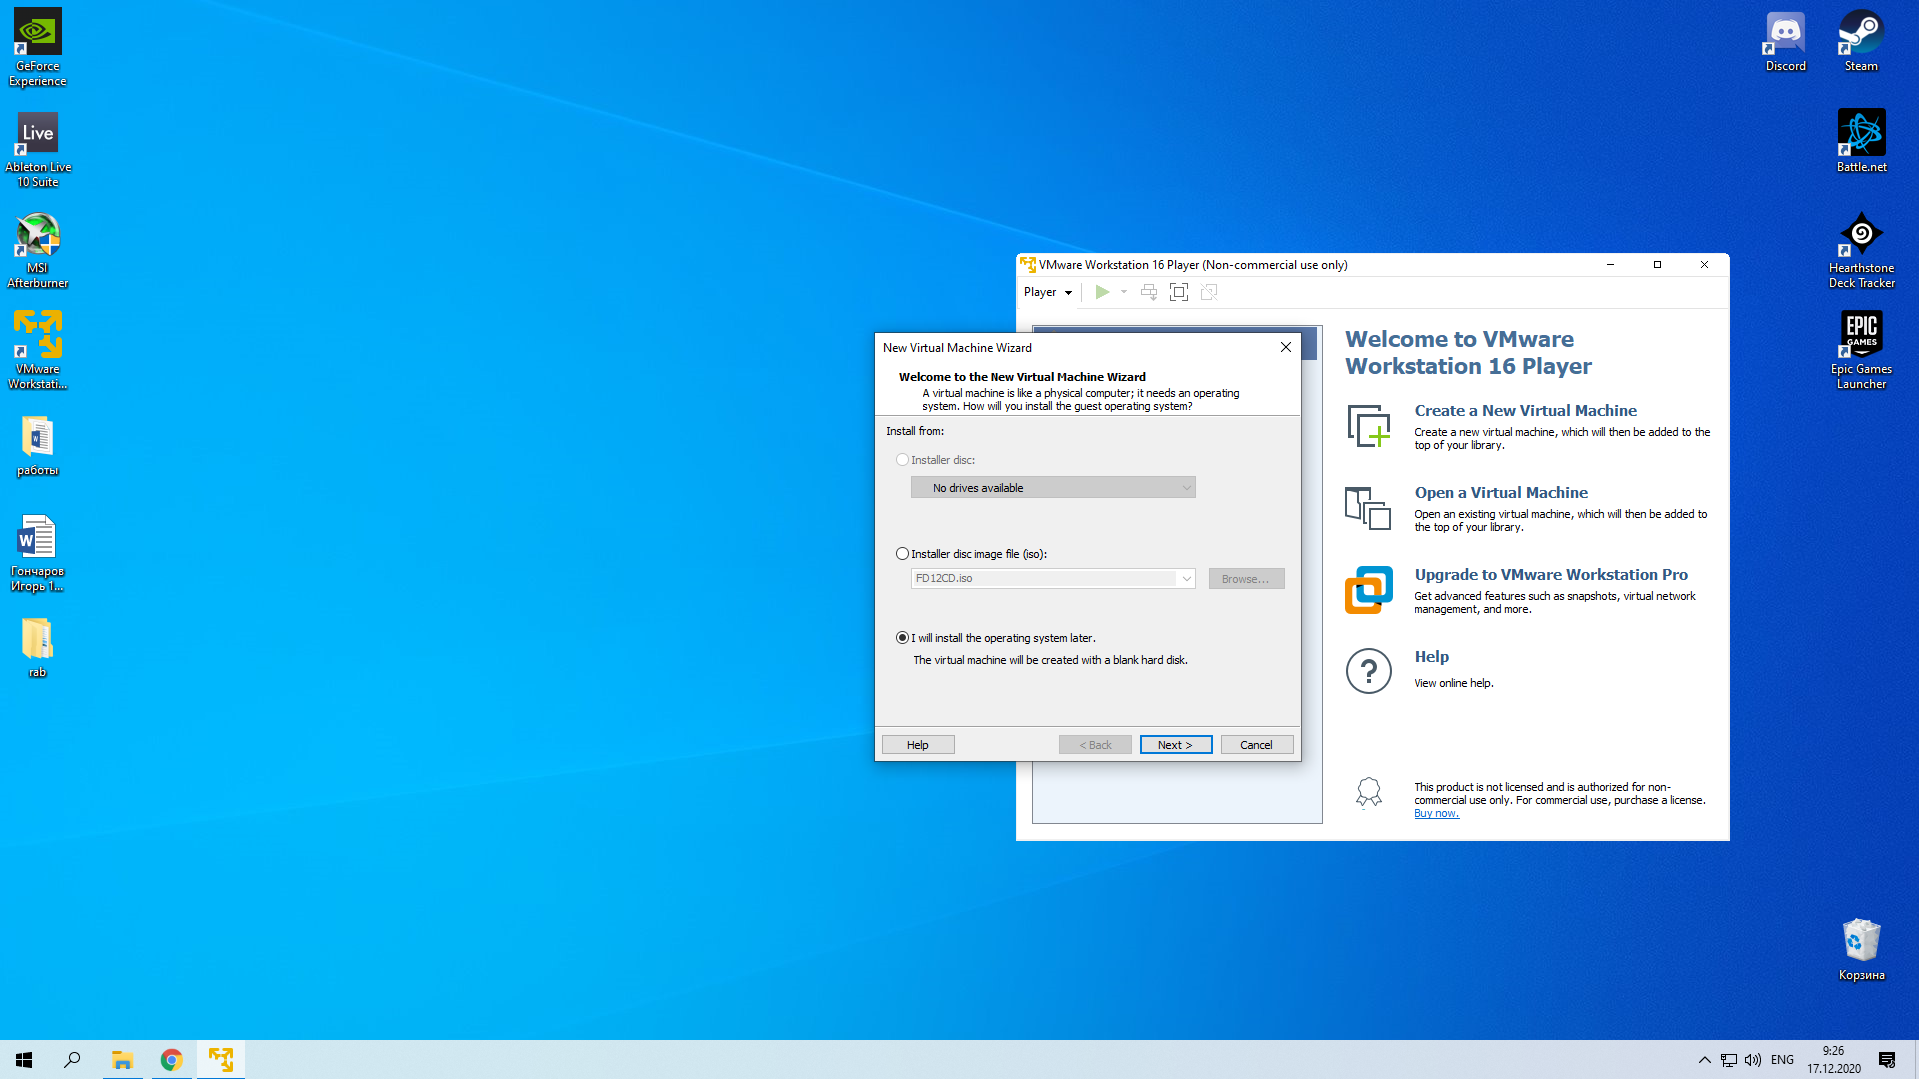 GeForce
Experience
Live
Ableton Live
10 Suite
MSI
Afterburner
VMware
Workstati...
работы
Гончаров
Игорь 1...
rab
Discord
Steam
Battle.net
Hearthstone
Deck Tracker
EPIC
GAMES
Epic Games
Launcher
Корзина
VMware Workstation 16 Player (Non-commercial use only)
Player
Welcome to VMware
Workstation 16 Player
Create a New Virtual Machine
Create a new virtual machine, which will then be added to the
top of your library.
Open a Virtual Machine
Open an existing virtual machine, which will then be added to
the top of your library.
Upgrade to VMware Workstation Pro
Get advanced features such as snapshots, virtual network
management, and more.
?
Help
View online help.
This product is not licensed and is authorized for non-
commercial use only. For commercial use, purchase a license.
Buy now.
New Virtual Machine Wizard
Welcome to the New Virtual Machine Wizard
A virtual machine is like a physical computer; it needs an operating
system. How will you install the guest operating system?
Install from:
Installer disc:
No drives available
Installer disc image file (iso):
FD12CD.iso
Browse...
I will install the operating system later.
The virtual machine will be created with a blank hard disk.
Help
< Back
Next >
Cancel
ENG
9:26
17.12.2020